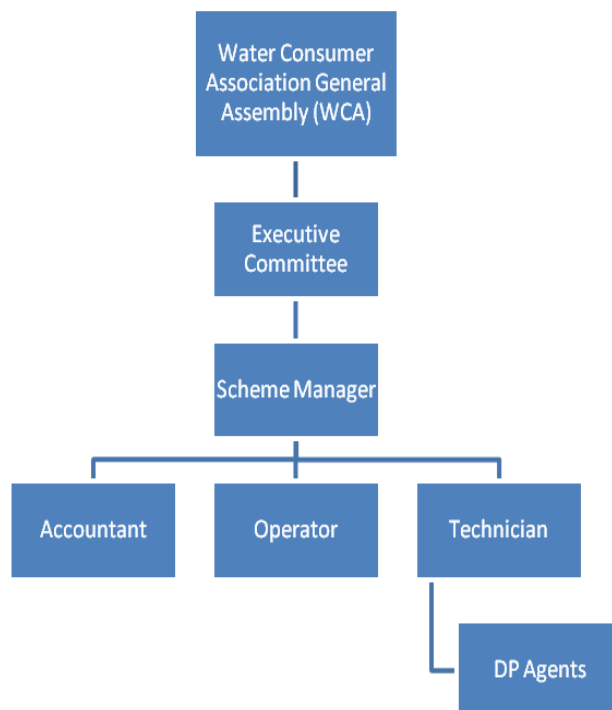 Water Consumer
Association General
Assembly (WCA)
Executive
Committee
Scheme Manager
Accountant
Operator
Technician
DP Agents